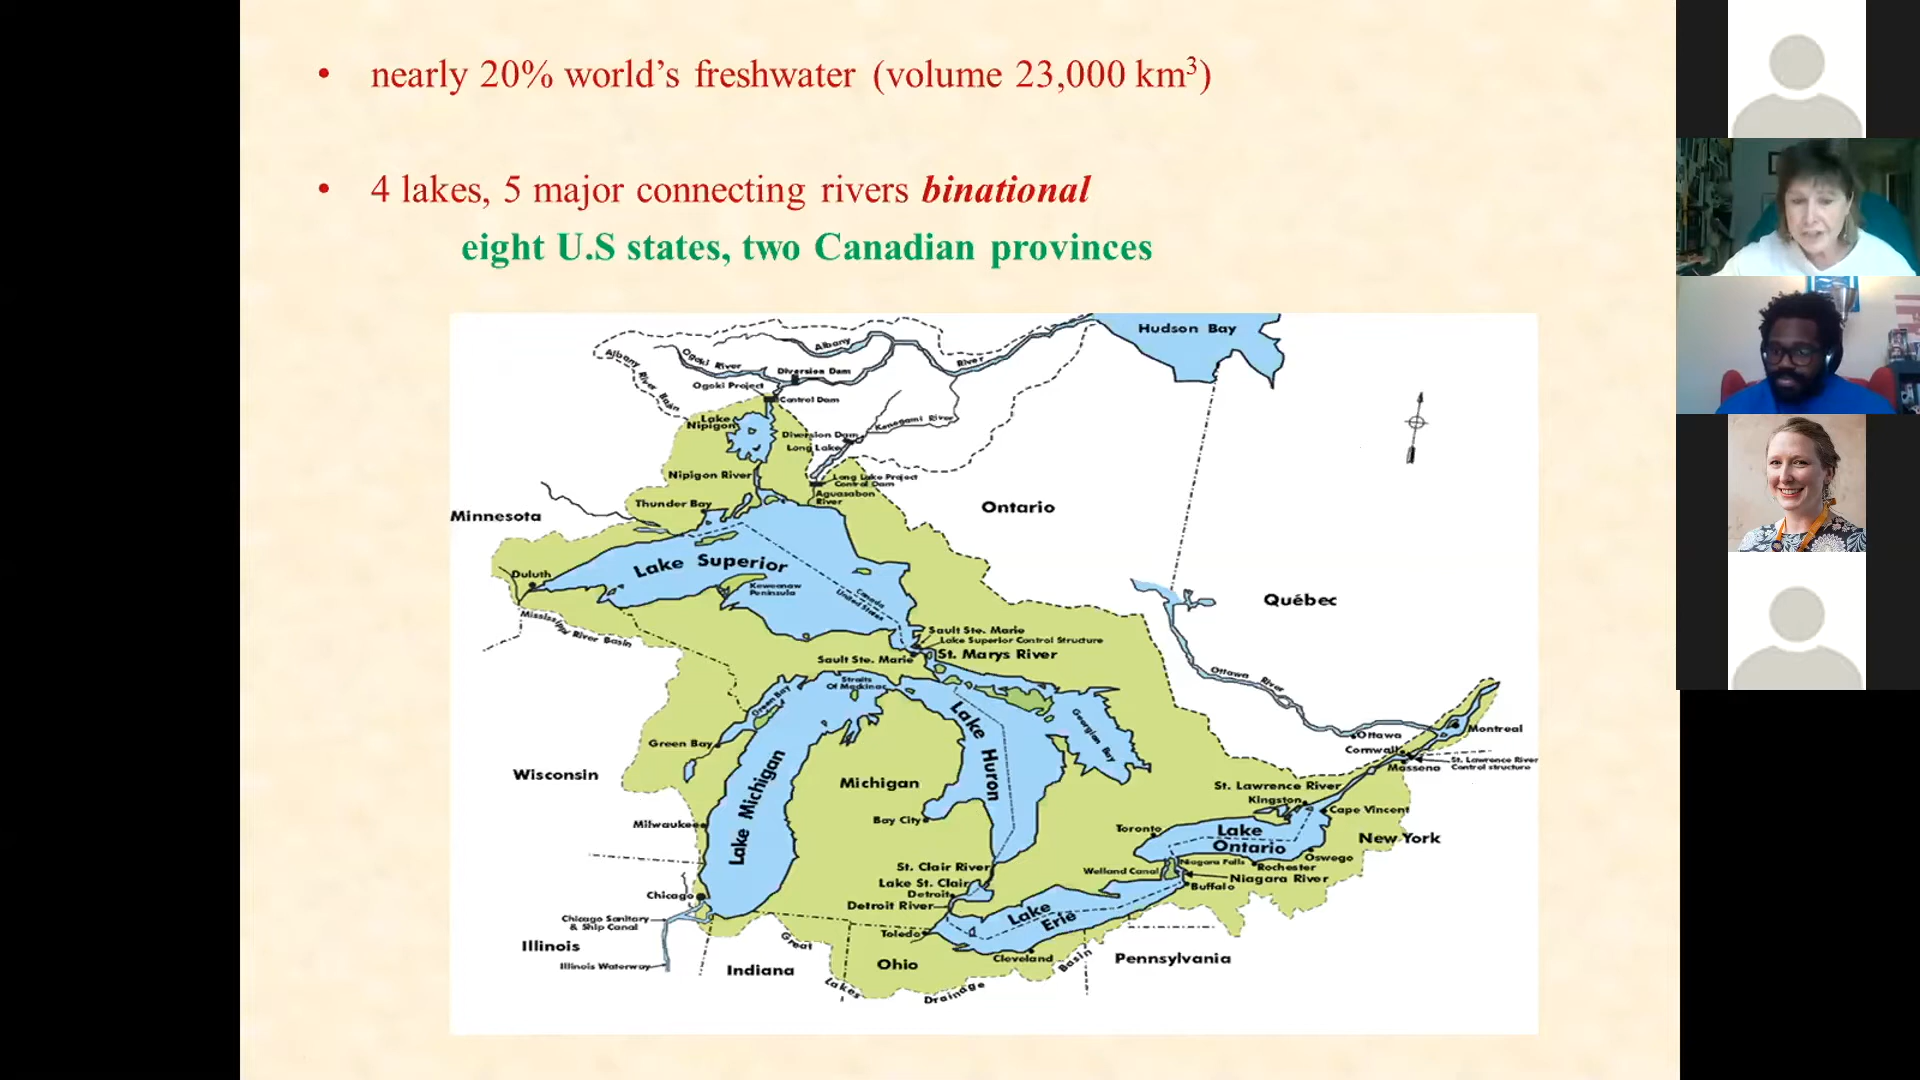 • nearly 20% world’s freshwater (volume 23,000 km³)
• 4 lakes, 5 major connecting rivers binational
eight U.S states, two Canadian provinces
Hudson Bay
Albany
River
Albany River Basin
Ogoki River
Diversion Dam
Ogoki Project
Control Dam
Lake
Nipigon
Kenogami River
Diversion Dam
Long Lake
Nipigon River
Long Lake Project
Control Dam
Aguasabon
River
Thunder Bay
Minnesota
Ontario
Lake Superior
Duluth
Keweenaw
Peninsula
Canada
United States
Québec
Mississippi River Basin
Sault Ste. Marie
Lake Superior Control Structure
St. Marys River
Sault Ste. Marie
Straits
Of Mackinac
Ottawa River
Green Bay
Lake Huron
Georgian Bay
Montreal
Ottawa
Green Bay
Cornwall
St. Lawrence River
Control structure
Massena
Wisconsin
Michigan
Lake Michigan
St. Lawrence River
Kingston
Cape Vincent
Bay City
Milwaukee
Toronto
Lake
Ontario
New York
Oswego
Niagara Falls
Rochester
St. Clair River
Welland Canal
Niagara River
Lake St. Clair
Buffalo
Detroit
Chicago
Detroit River
Lake
Erie
Chicago Sanitary
& Ship Canal
Toledo
Illinois
Great
Lakes
Drainage
Basin
Cleveland
Pennsylvania
Illinois Waterway
Indiana
Ohio